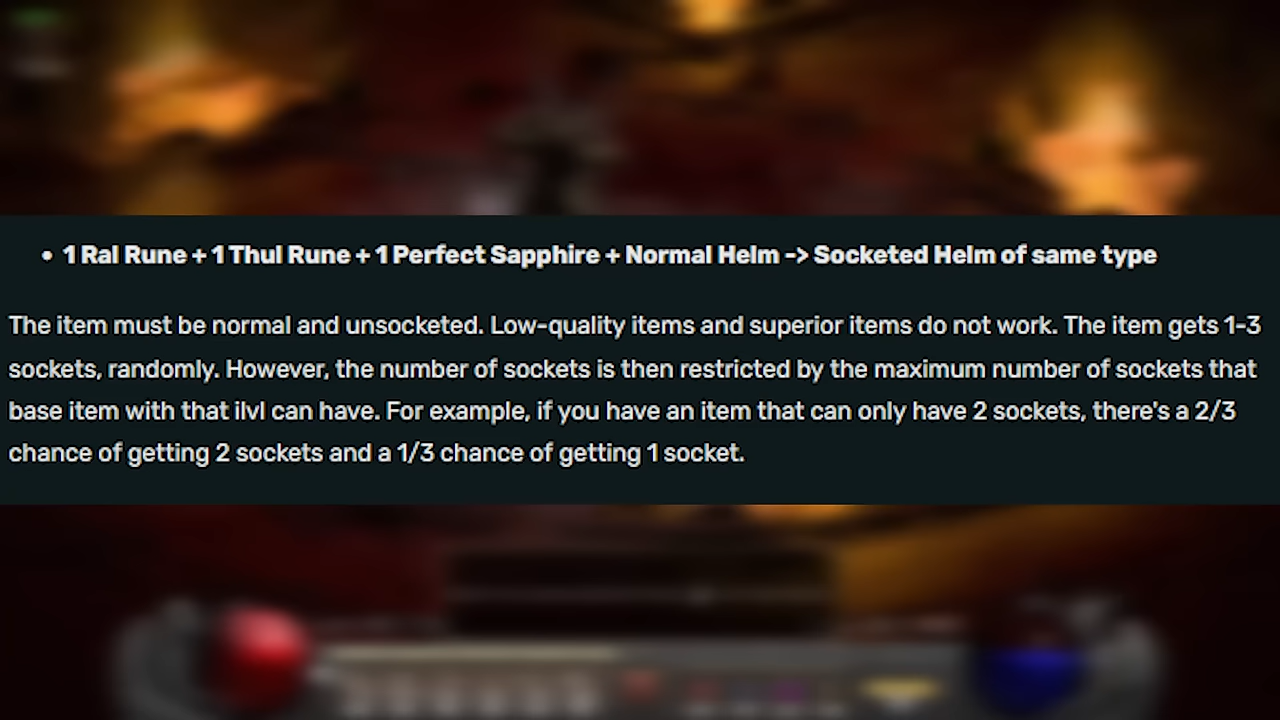 • 1 Ral Rune + 1 Thul Rune + 1 Perfect Sapphire + Normal Helm -> Socketed Helm of same type
The item must be normal and unsocketed. Low-quality items and superior items do not work. The item gets 1-3
sockets, randomly. However, the number of sockets is then restricted by the maximum number of sockets that
base item with that ilvl can have. For example, if you have an item that can only have 2 sockets, there's a 2/3
chance of getting 2 sockets and a 1/3 chance of getting 1 socket.